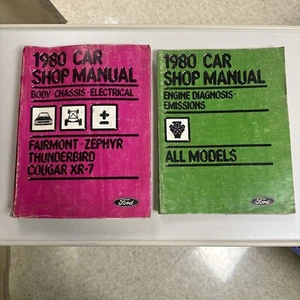 1980 CAR
SHOP MANUAL
BODY · CHASSIS · ELECTRICAL
FAIRMONT · ZEPHYR
THUNDERBIRD
COUGAR XR-7
Ford
1980 CAR
SHOP MANUAL
ENGINE DIAGNOSIS ·
EMISSIONS
ALL MODELS
Ford